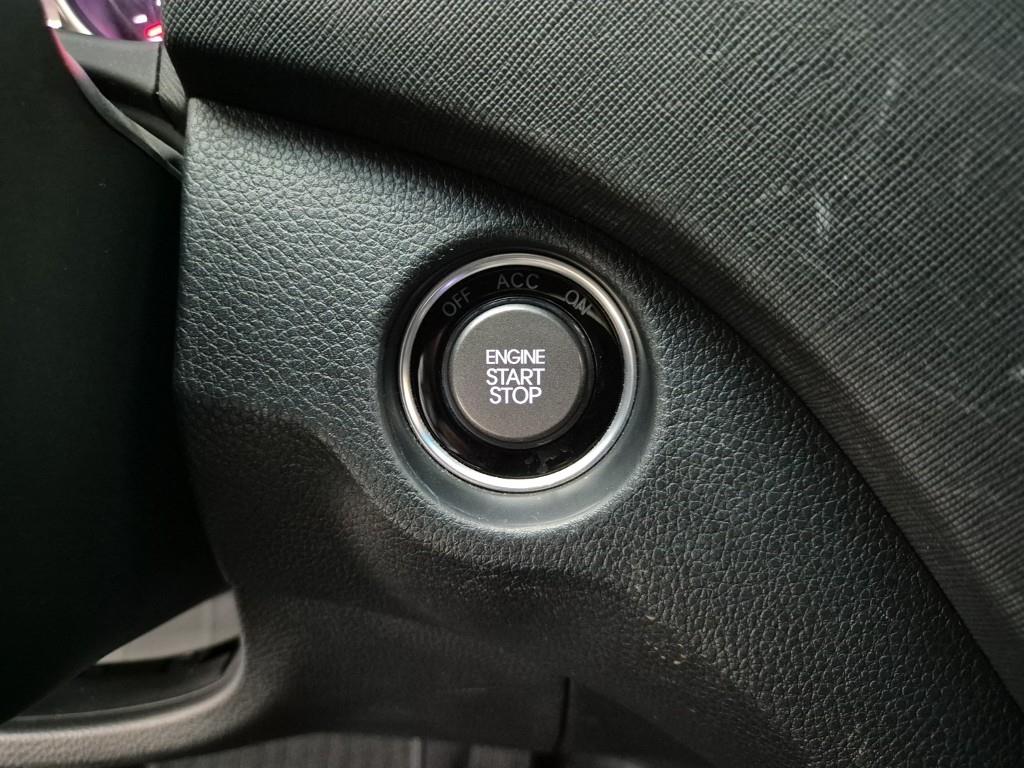 OFF ACC ON
ENGINE
START
STOP